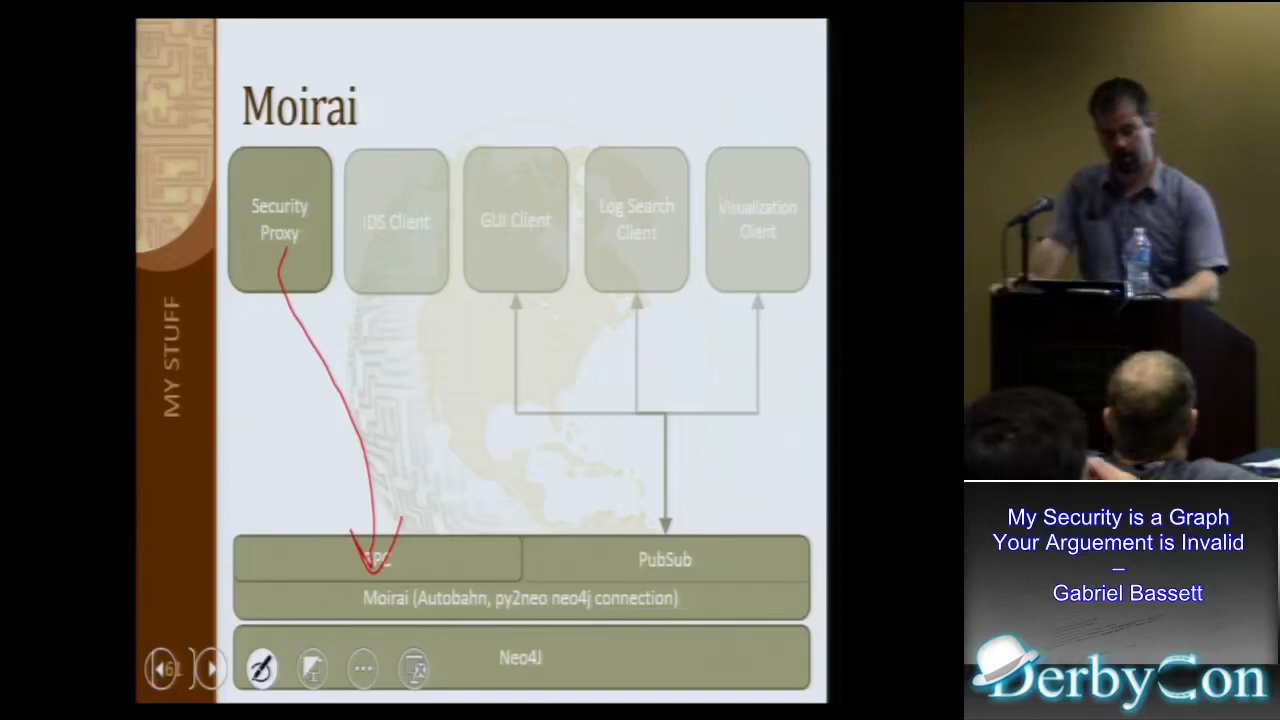 Moirai
Security
Proxy
IDS Client
GUI Client
Log Search
Client
Visualization
Client
MY STUFF
PubSub
Moirai (Autobahn, py2neo neo4j connection)
Neo4J
My Security is a Graph
Your Arguement is Invalid
–
Gabriel Bassett
DerbyCon